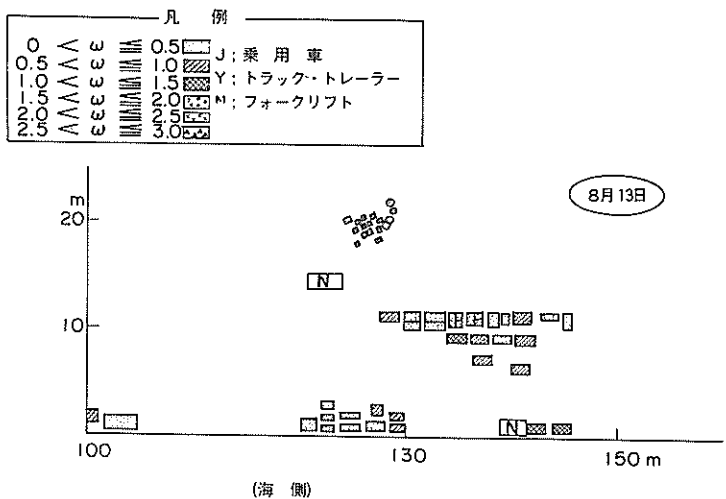 凡 例
0 < ε ≦ 0.5
0.5 < ε ≦ 1.0
1.0 < ε ≦ 1.5
1.5 < ε ≦ 2.0
2.0 < ε ≦ 2.5
2.5 < ε ≦ 3.0
J ; 乗 用 車
Y ; トラック・・トレーラー
M ; フォークリフト
8月13日
m
20
10
N
N
100
130
150 m
(海 側)